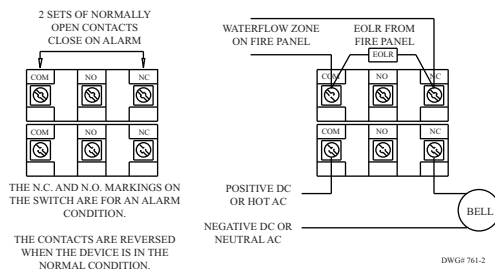 2 SETS OF NORMALLY
OPEN CONTACTS
CLOSE ON ALARM
COM NO NC
COM NO NC
THE N.C. AND N.O. MARKINGS ON
THE SWITCH ARE FOR AN ALARM
CONDITION.
THE CONTACTS ARE REVERSED
WHEN THE DEVICE IS IN THE
NORMAL CONDITION.
WATERFLOW ZONE
ON FIRE PANEL
EOLR FROM
FIRE PANEL
EOLR
COM NO NC
COM NO NC
POSITIVE DC
OR HOT AC
NEGATIVE DC OR
NEUTRAL AC
BELL
DWG# 761-2